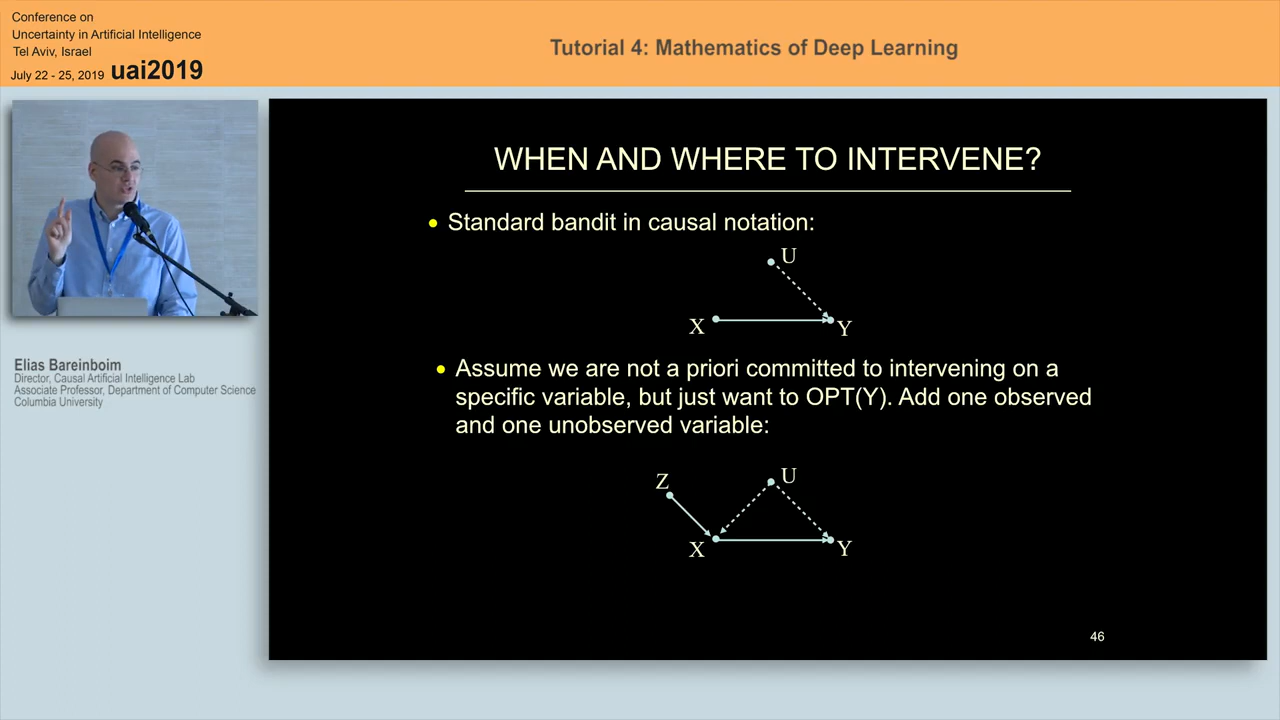 Conference on
Uncertainty in Artificial Intelligence
Tel Aviv, Israel
July 22 - 25, 2019 uai2019
Tutorial 4: Mathematics of Deep Learning
Elias Bareinboim
Director, Causal Artificial Intelligence Lab
Associate Professor, Department of Computer Science
Columbia University
WHEN AND WHERE TO INTERVENE?
• Standard bandit in causal notation:
U
X
Y
• Assume we are not a priori committed to intervening on a
specific variable, but just want to OPT(Y). Add one observed
and one unobserved variable:
Z
U
X
Y
46